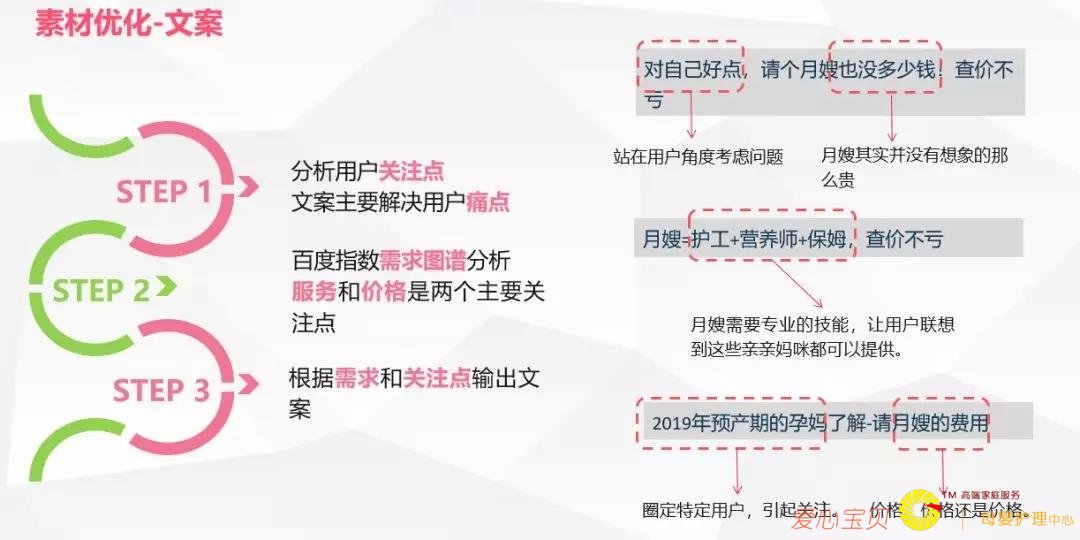 素材优化-文案
STEP 1
分析用户关注点
文案主要解决用户痛点
STEP 2
百度指数需求图谱分析
服务和价格是两个主要关
注点
STEP 3
根据需求和关注点输出文
案
对自己好点，请个月嫂也没多少钱！查价不
亏
站在用户角度考虑问题
月嫂其实并没有想象的那
么贵
月嫂=护工+营养师+保姆，查价不亏
月嫂需要专业的技能，让用户联想
到这些亲亲妈咪都可以提供。
2019年预产期的孕妈了解-请月嫂的费用
圈定特定用户，引起关注。
价格 价格还是价格。
爱心宝贝
TM 高端家庭服务
母婴护理中心